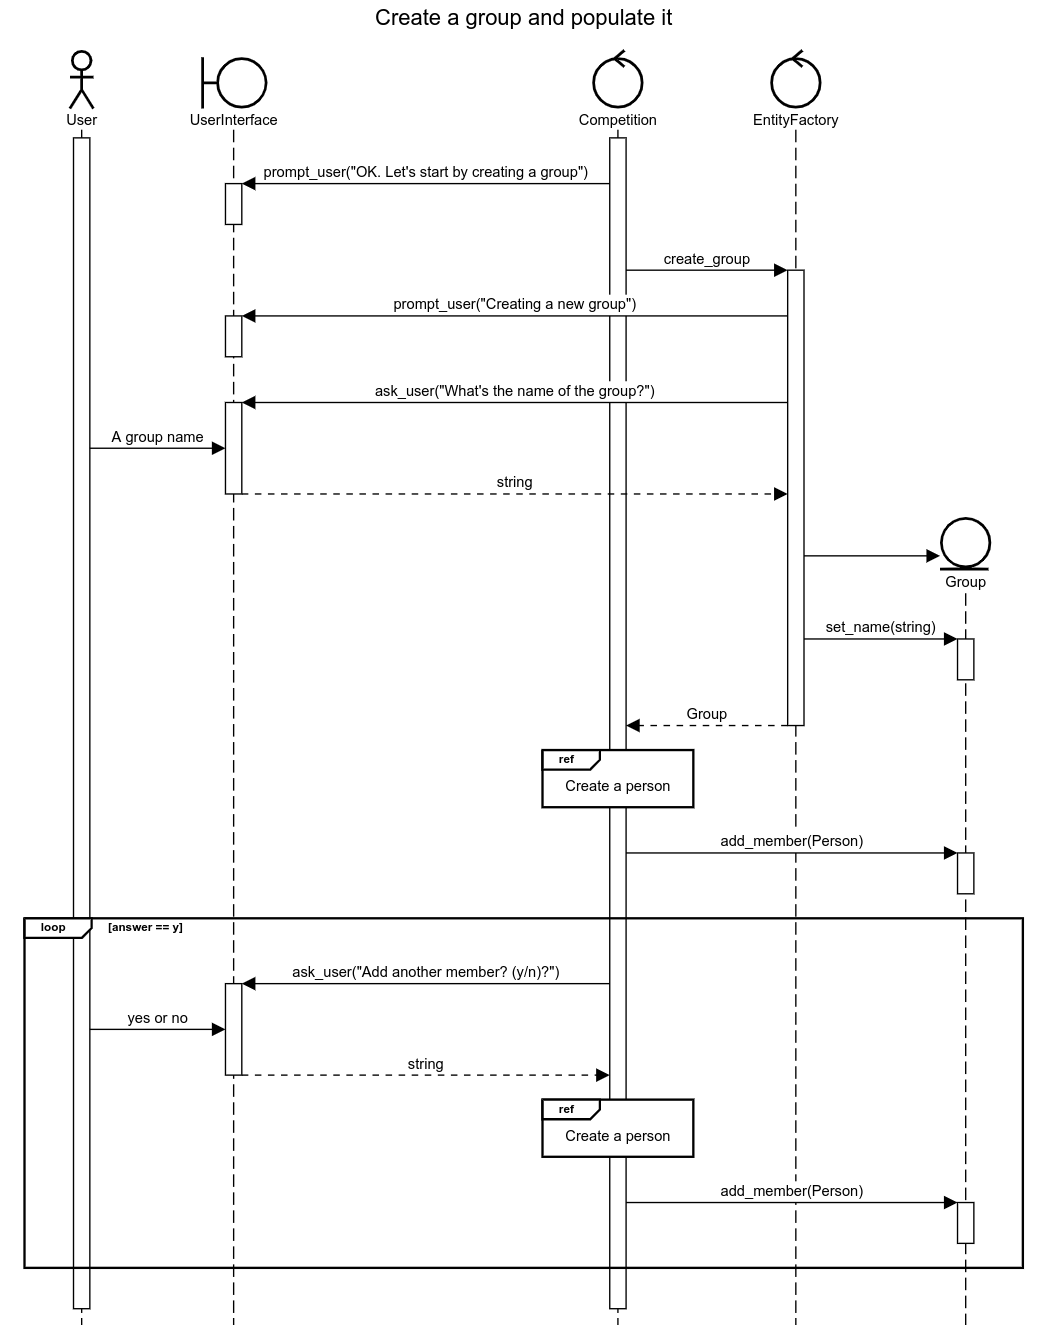 Create a group and populate it
User
UserInterface
Competition
EntityFactory
prompt_user("OK. Let's start by creating a group")
create_group
prompt_user("Creating a new group")
ask_user("What's the name of the group?")
A group name
string
Group
set_name(string)
Group
ref
Create a person
add_member(Person)
loop [answer == y]
ask_user("Add another member? (y/n)?")
yes or no
string
ref
Create a person
add_member(Person)